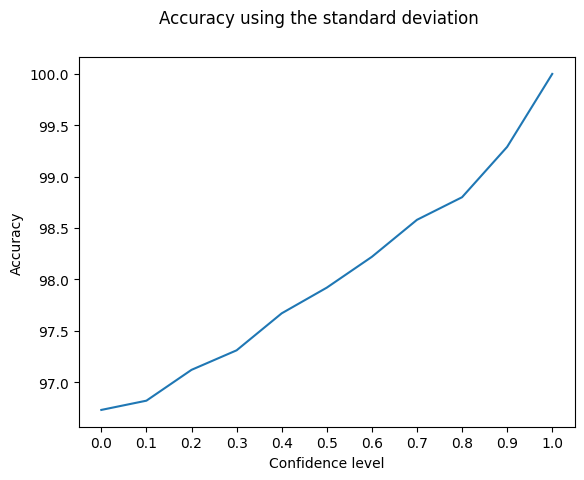 Accuracy using the standard deviation
100.0
99.5
99.0
98.5
98.0
97.5
97.0
Accuracy
0.0 0.1 0.2 0.3 0.4 0.5 0.6 0.7 0.8 0.9 1.0
Confidence level